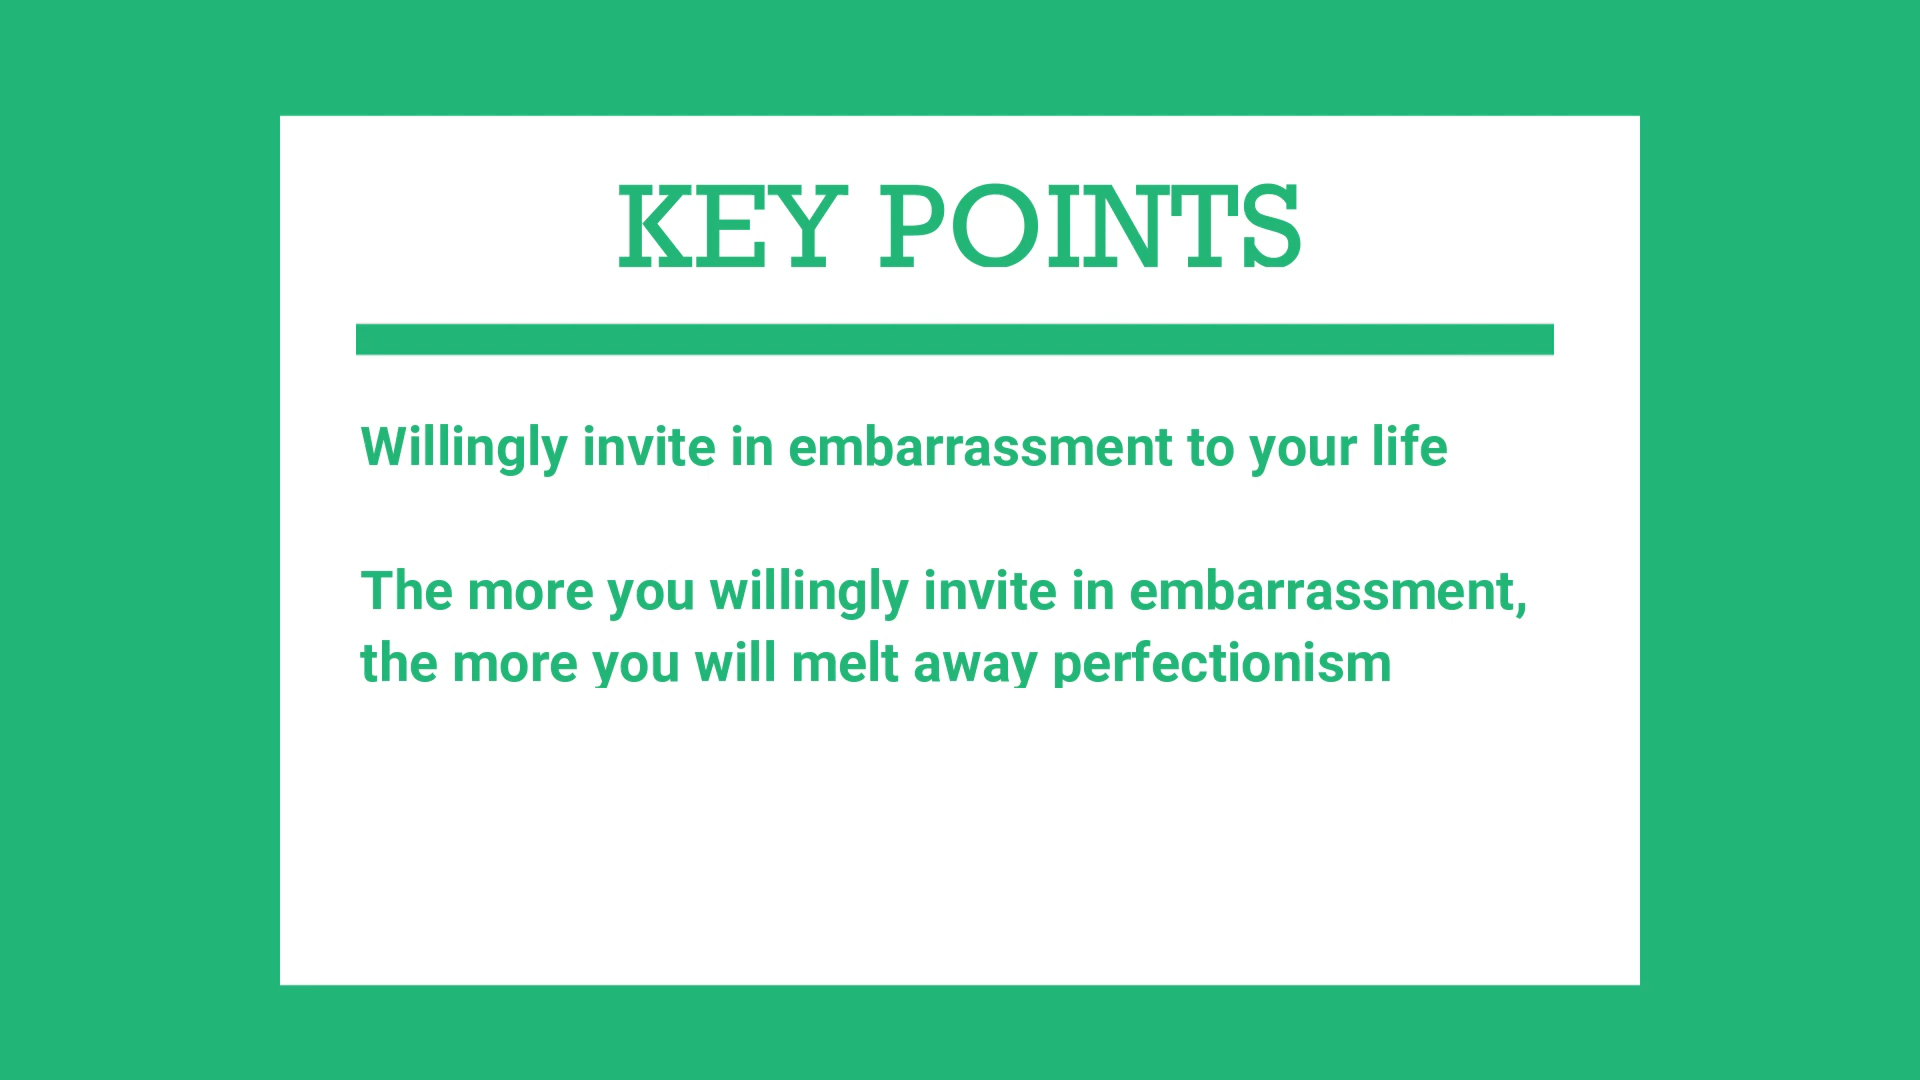 KEY POINTS
Willingly invite in embarrassment to your life
The more you willingly invite in embarrassment,
the more you will melt away perfectionism